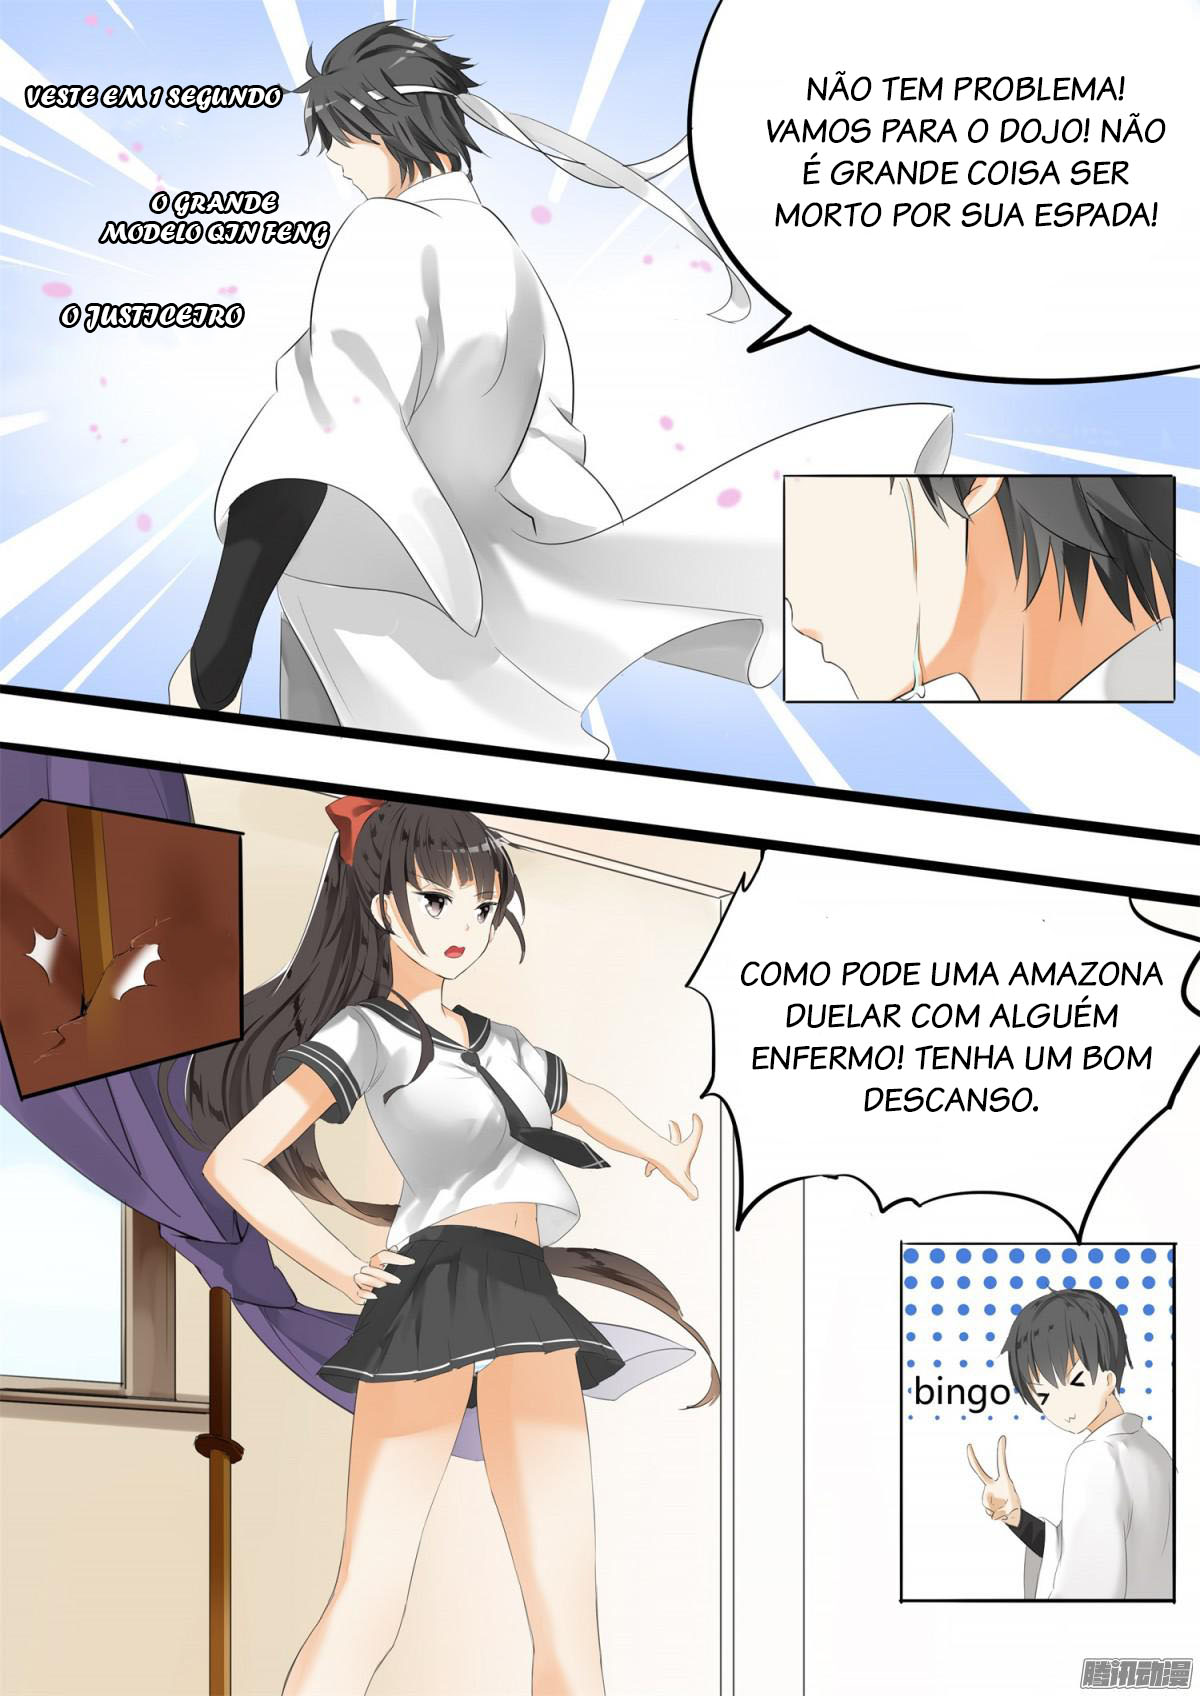 VESTE EM 1 SEGUNDO
O GRANDE
MODELO QIN FENG
O JUSTICEIRO
NÃO TEM PROBLEMA!
VAMOS PARA O DOJO! NÃO
É GRANDE COISA SER
MORTO POR SUA ESPADA!
COMO PODE UMA AMAZONA
DUELAR COM ALGUÉM
ENFERMO! TENHA UM BOM
DESCANSO.
bingo
腾讯动漫